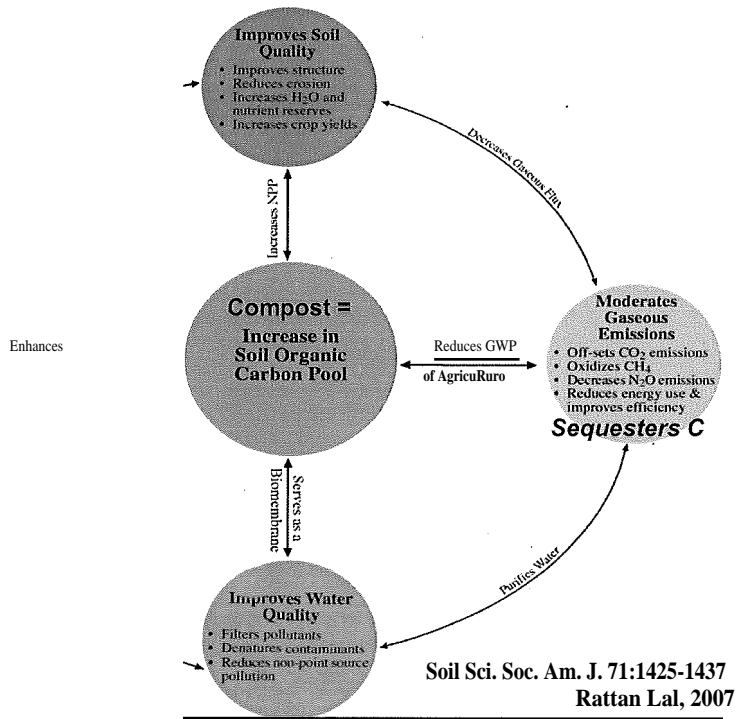 Improves Soil
Quality
• Improves structure
• Reduces erosion
• Increases H₂O and
nutrient reserves
• Increases crop yields
Decreases Gaseous Flux
Increases NPP
Compost =
Increase in
Soil Organic
Carbon Pool
Enhances
Reduces GWP
of AgricuRuro
Moderates
Gaseous
Emissions
• Off-sets CO₂ emissions
• Oxidizes CH₄
• Decreases N₂O emissions
• Reduces energy use &
improves efficiency
Sequesters C
Serves as a
Biomembrane
Purifies Water
Improves Water
Quality
• Filters pollutants
• Denatures contaminants
• Reduces non-point source
pollution
Soil Sci. Soc. Am. J. 71:1425-1437
Rattan Lal, 2007